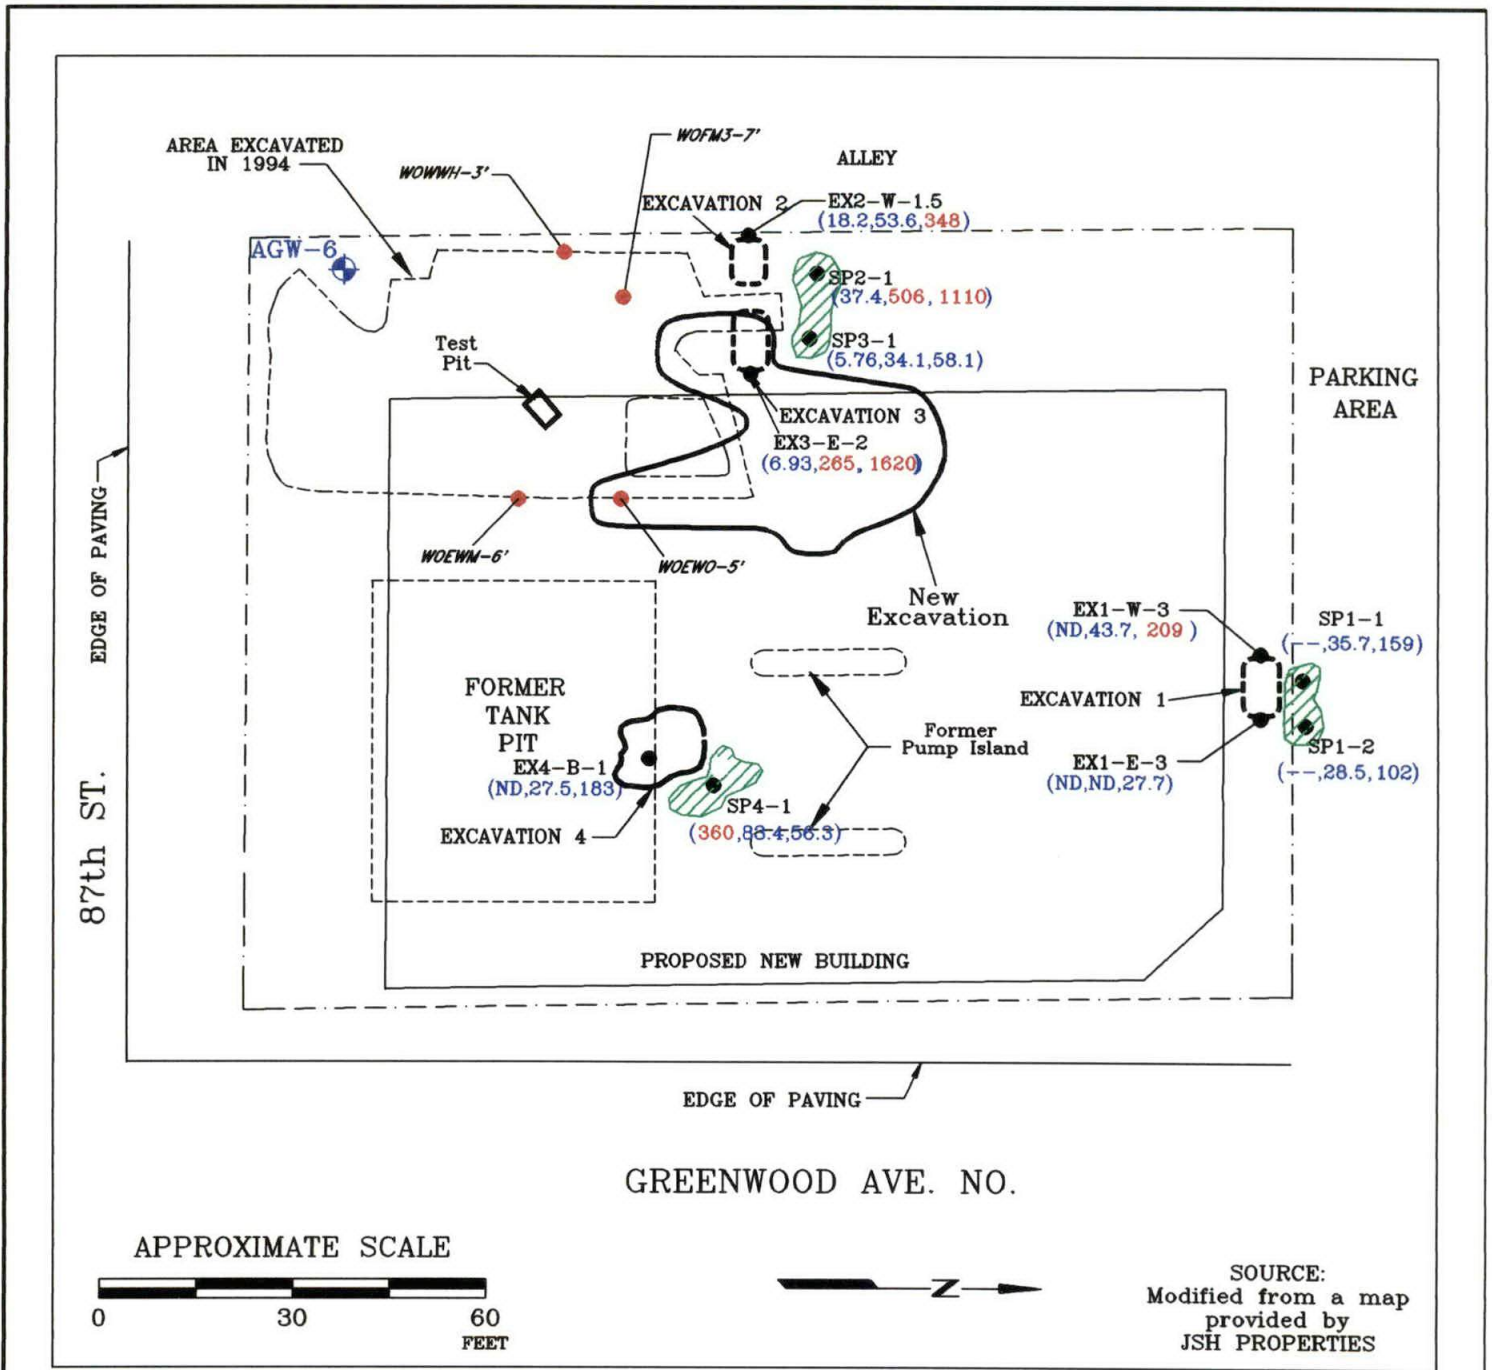 AREA EXCAVATED
IN 1994
WOWWH-3'
WOFM3-7'
ALLEY
EXCAVATION 2
EX2-W-1.5
(18.2,53.6,348)
AGW-6
SP2-1
(37.4,506, 1110)
SP3-1
(5.76,34.1,58.1)
Test
Pit
PARKING
AREA
EXCAVATION 3
EX3-E-2
(6.93,265, 1620)
EDGE OF PAVING
WOEWM-6'
WOEWO-5'
New
Excavation
EX1-W-3
(ND,43.7, 209 )
SP1-1
(--,35.7,159)
EXCAVATION 1
FORMER
TANK
PIT
Former
Pump Island
EX4-B-1
(ND,27.5,183)
EX1-E-3
(ND,ND,27.7)
SP1-2
(--,28.5,102)
SP4-1
(360,88.4,56.3)
EXCAVATION 4
87th ST.
PROPOSED NEW BUILDING
EDGE OF PAVING
GREENWOOD AVE. NO.
APPROXIMATE SCALE
0 30 60
FEET
N
SOURCE:
Modified from a map
provided by
JSH PROPERTIES